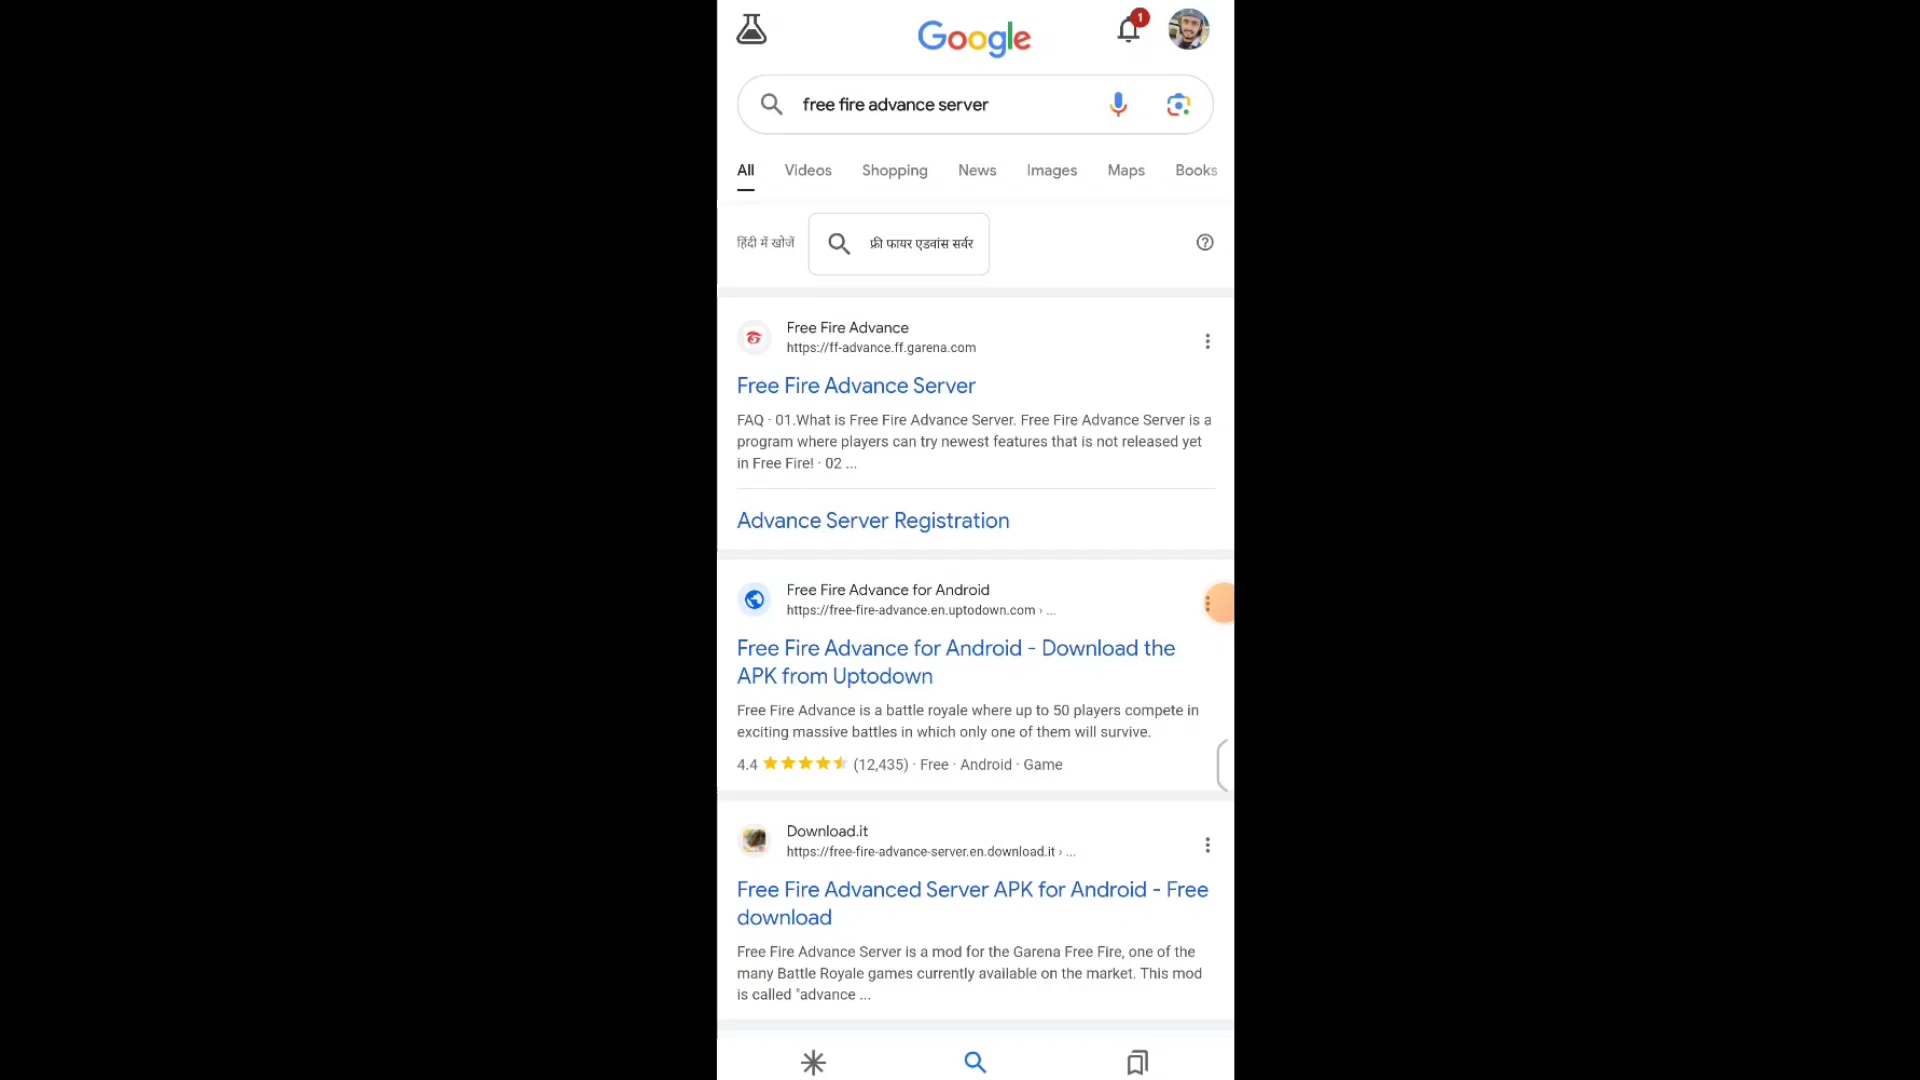 Google
1
free fire advance server
All Videos Shopping News Images Maps Books
हिंदी में खोजें फ्री फायर एडवांस सर्वर
Free Fire Advance
https://ff-advance.ff.garena.com
Free Fire Advance Server
FAQ · 01.What is Free Fire Advance Server. Free Fire Advance Server is a
program where players can try newest features that is not released yet
in Free Fire! · 02 ...
Advance Server Registration
Free Fire Advance for Android
https://free-fire-advance.en.uptodown.com › ...
Free Fire Advance for Android - Download the
APK from Uptodown
Free Fire Advance is a battle royale where up to 50 players compete in
exciting massive battles in which only one of them will survive.
4.4 (12,435) · Free · Android · Game
Download.it
https://free-fire-advance-server.en.download.it › ...
Free Fire Advanced Server APK for Android - Free
download
Free Fire Advance Server is a mod for the Garena Free Fire, one of the
many Battle Royale games currently available on the market. This mod
is called "advance ...